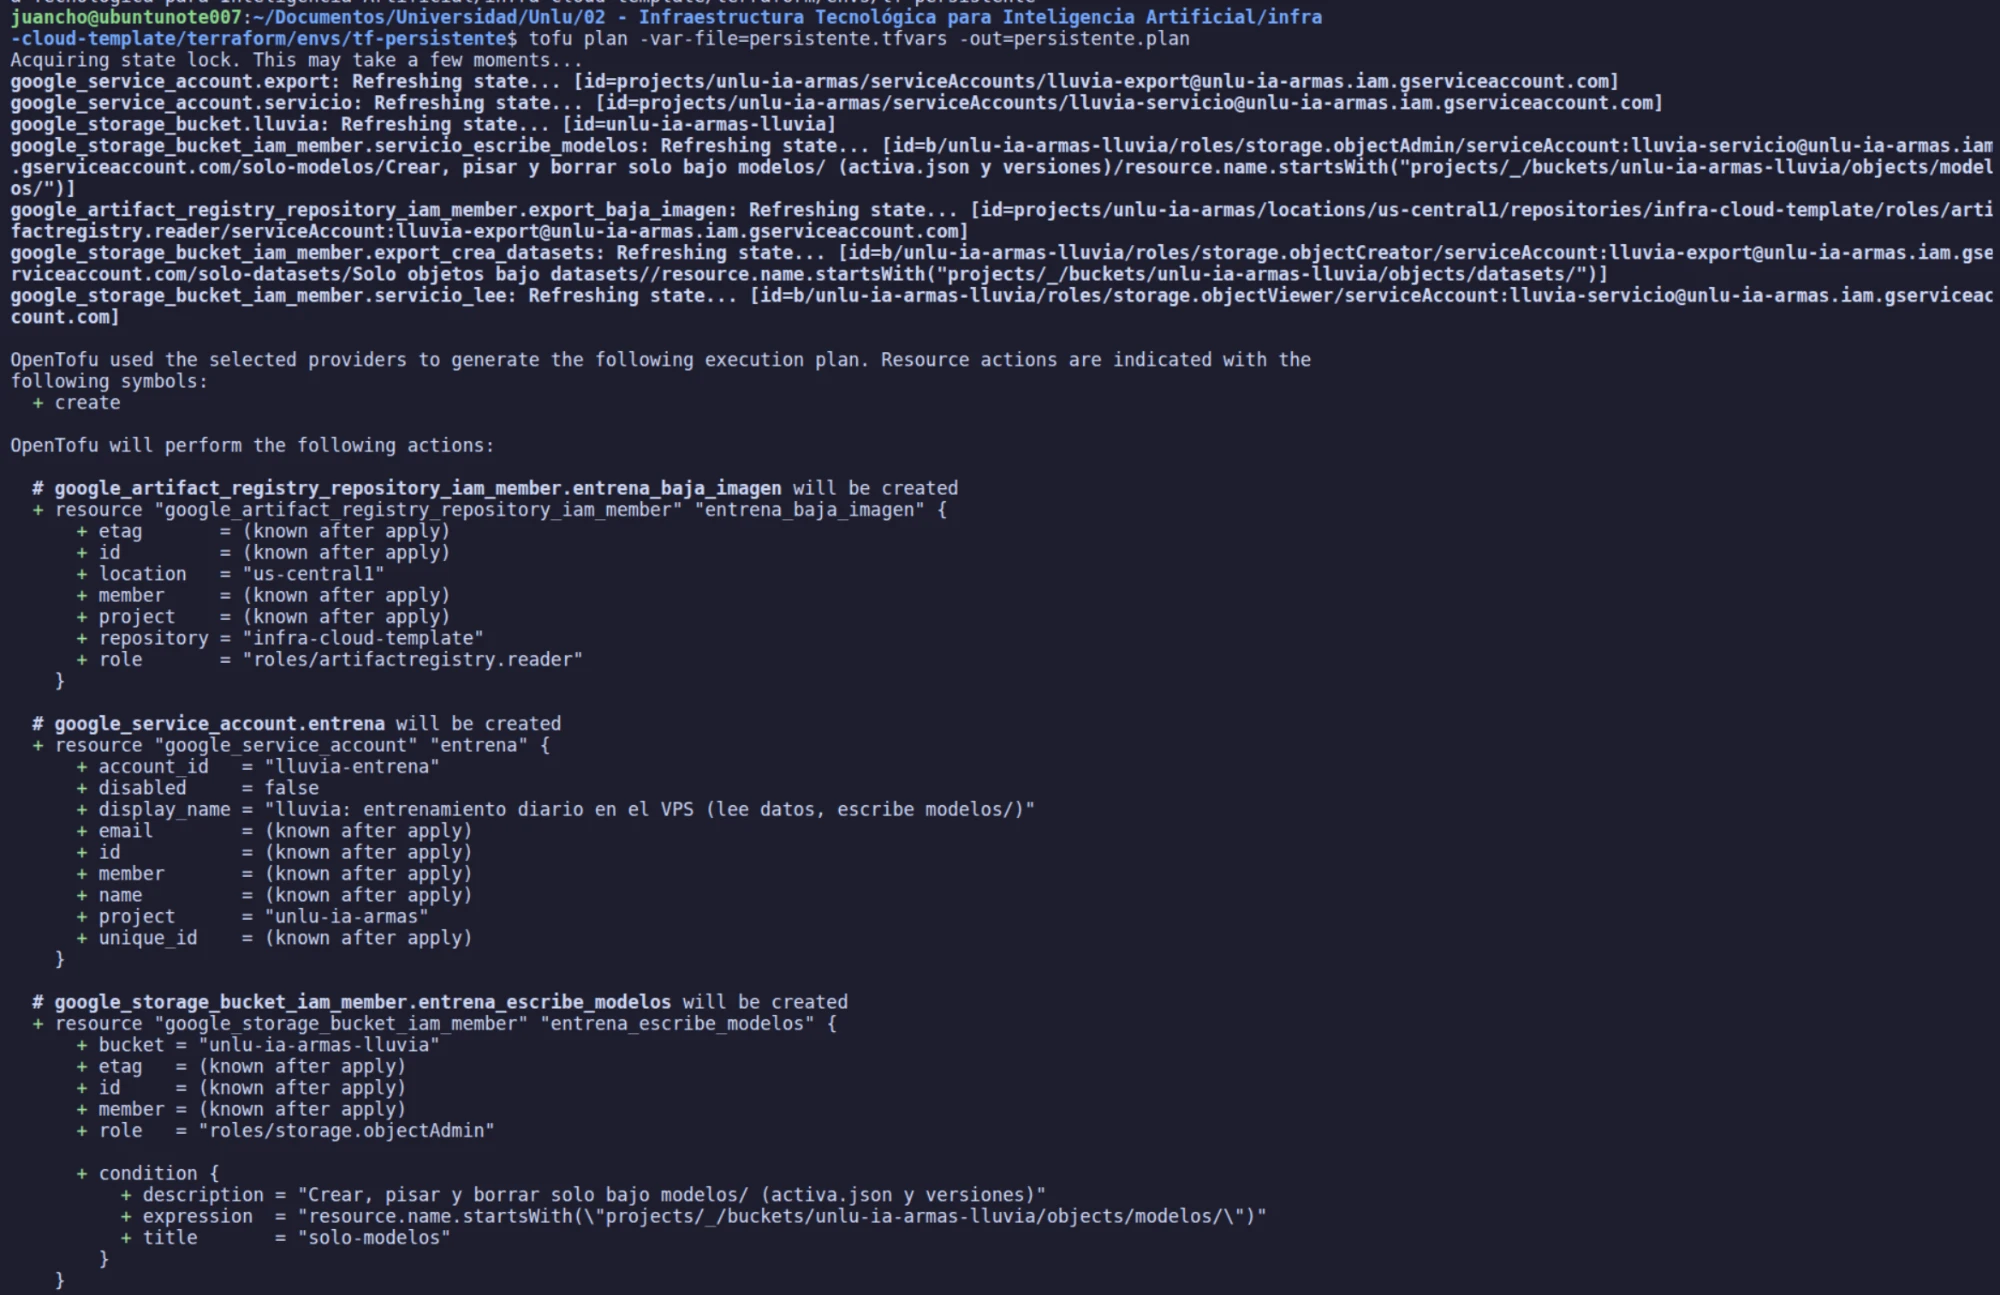 juancho@ubuntunote007:~/Documentos/Universidad/Unlu/02 - Infraestructura Tecnológica para Inteligencia Artificial/infra
-cloud-template/terraform/envs/tf-persistente$ tofu plan -var-file=persistente.tfvars -out=persistente.plan
Acquiring state lock. This may take a few moments...
google_service_account.export: Refreshing state... [id=projects/unlu-ia-armas/serviceAccounts/lluvia-export@unlu-ia-armas.iam.gserviceaccount.com]
google_service_account.servicio: Refreshing state... [id=projects/unlu-ia-armas/serviceAccounts/lluvia-servicio@unlu-ia-armas.iam.gserviceaccount.com]
google_storage_bucket.lluvia: Refreshing state... [id=unlu-ia-armas-lluvia]
google_storage_bucket_iam_member.servicio_escribe_modelos: Refreshing state... [id=b/unlu-ia-armas-lluvia/roles/storage.objectAdmin/serviceAccount:lluvia-servicio@unlu-ia-armas.iam
.gserviceaccount.com/solo-modelos/Crear, pisar y borrar solo bajo modelos/ (activa.json y versiones)/resource.name.startsWith("projects/_/buckets/unlu-ia-armas-lluvia/objects/model
os/")]
google_artifact_registry_repository_iam_member.export_baja_imagen: Refreshing state... [id=projects/unlu-ia-armas/locations/us-central1/repositories/infra-cloud-template/roles/arti
factregistry.reader/serviceAccount:lluvia-export@unlu-ia-armas.iam.gserviceaccount.com]
google_storage_bucket_iam_member.export_crea_datasets: Refreshing state... [id=b/unlu-ia-armas-lluvia/roles/storage.objectCreator/serviceAccount:lluvia-export@unlu-ia-armas.iam.gse
rviceaccount.com/solo-datasets/Solo objetos bajo datasets//resource.name.startsWith("projects/_/buckets/unlu-ia-armas-lluvia/objects/datasets/")]
google_storage_bucket_iam_member.servicio_lee: Refreshing state... [id=b/unlu-ia-armas-lluvia/roles/storage.objectViewer/serviceAccount:lluvia-servicio@unlu-ia-armas.iam.gserviceac
count.com]

OpenTofu used the selected providers to generate the following execution plan. Resource actions are indicated with the
following symbols:
  + create

OpenTofu will perform the following actions:

  # google_artifact_registry_repository_iam_member.entrena_baja_imagen will be created
  + resource "google_artifact_registry_repository_iam_member" "entrena_baja_imagen" {
      + etag       = (known after apply)
      + id         = (known after apply)
      + location   = "us-central1"
      + member     = (known after apply)
      + project    = (known after apply)
      + repository = "infra-cloud-template"
      + role       = "roles/artifactregistry.reader"
    }

  # google_service_account.entrena will be created
  + resource "google_service_account" "entrena" {
      + account_id   = "lluvia-entrena"
      + disabled     = false
      + display_name = "lluvia: entrenamiento diario en el VPS (lee datos, escribe modelos/)"
      + email        = (known after apply)
      + id           = (known after apply)
      + member       = (known after apply)
      + name         = (known after apply)
      + project      = "unlu-ia-armas"
      + unique_id    = (known after apply)
    }

  # google_storage_bucket_iam_member.entrena_escribe_modelos will be created
  + resource "google_storage_bucket_iam_member" "entrena_escribe_modelos" {
      + bucket = "unlu-ia-armas-lluvia"
      + etag   = (known after apply)
      + id     = (known after apply)
      + member = (known after apply)
      + role   = "roles/storage.objectAdmin"

      + condition {
          + description = "Crear, pisar y borrar solo bajo modelos/ (activa.json y versiones)"
          + expression  = "resource.name.startsWith(\"projects/_/buckets/unlu-ia-armas-lluvia/objects/modelos/\")"
          + title       = "solo-modelos"
        }
    }